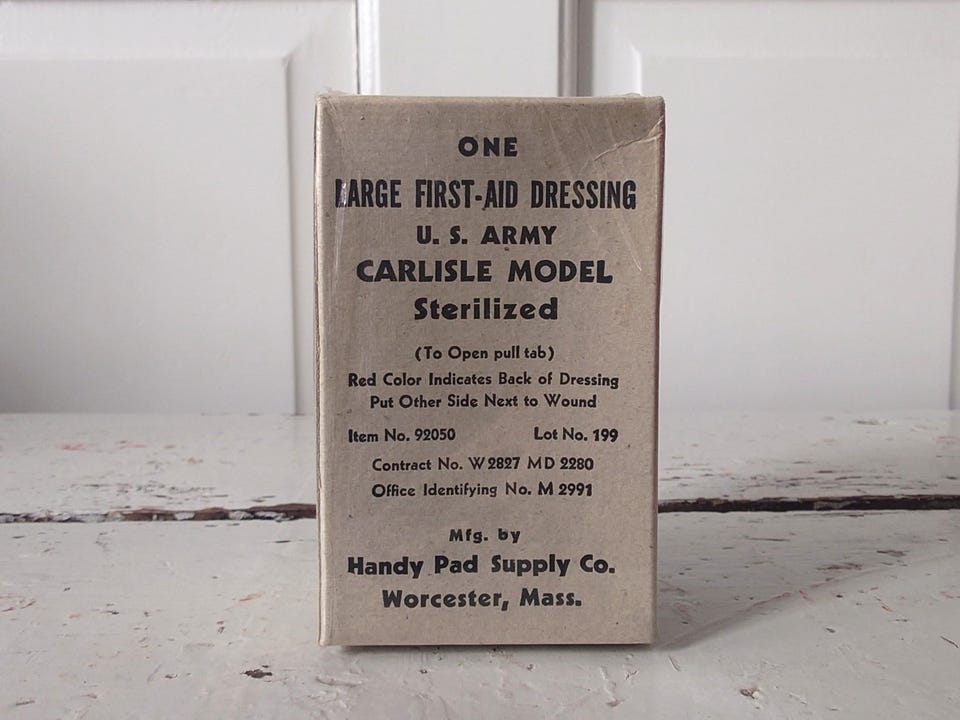 ONE
LARGE FIRST-AID DRESSING
U. S. ARMY
CARLISLE MODEL
Sterilized
(To Open pull tab)
Red Color Indicates Back of Dressing
Put Other Side Next to Wound
Item No. 92050 Lot No. 199
Contract No. W 2827 MD 2280
Office Identifying No. M 2991
Mfg. by
Handy Pad Supply Co.
Worcester, Mass.